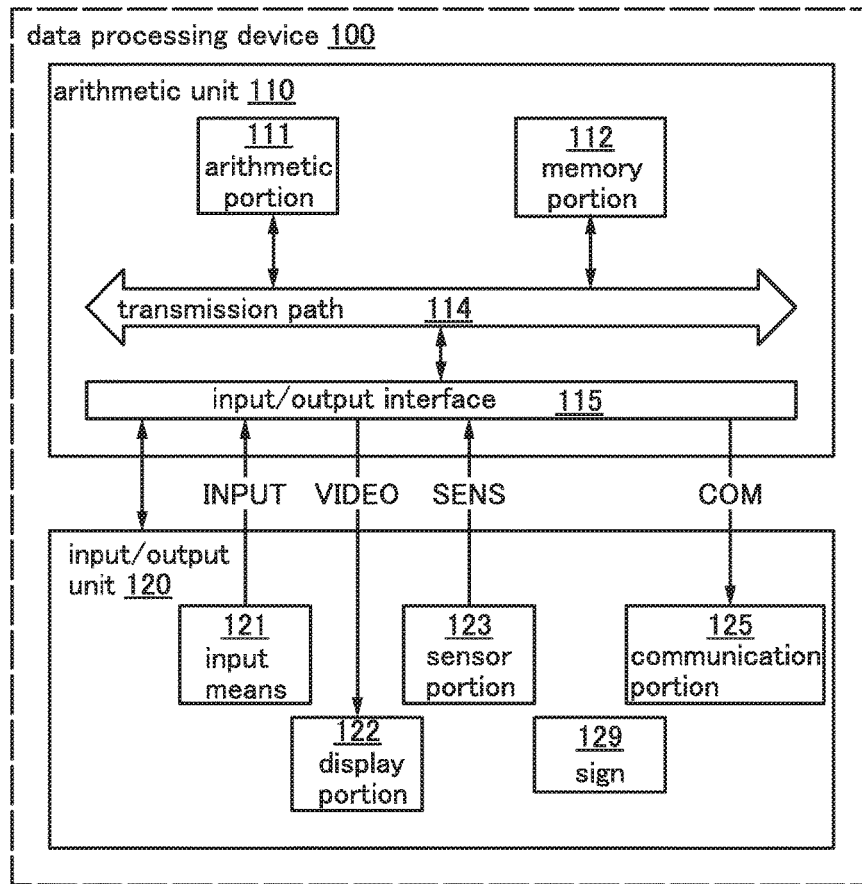 data processing device 100
arithmetic unit 110
111
arithmetic
portion
112
memory
portion
transmission path 114
input/output interface 115
INPUT VIDEO SENS COM
input/output
unit 120
121
input
means
123
sensor
portion
125
communication
portion
122
display
portion
129
sign